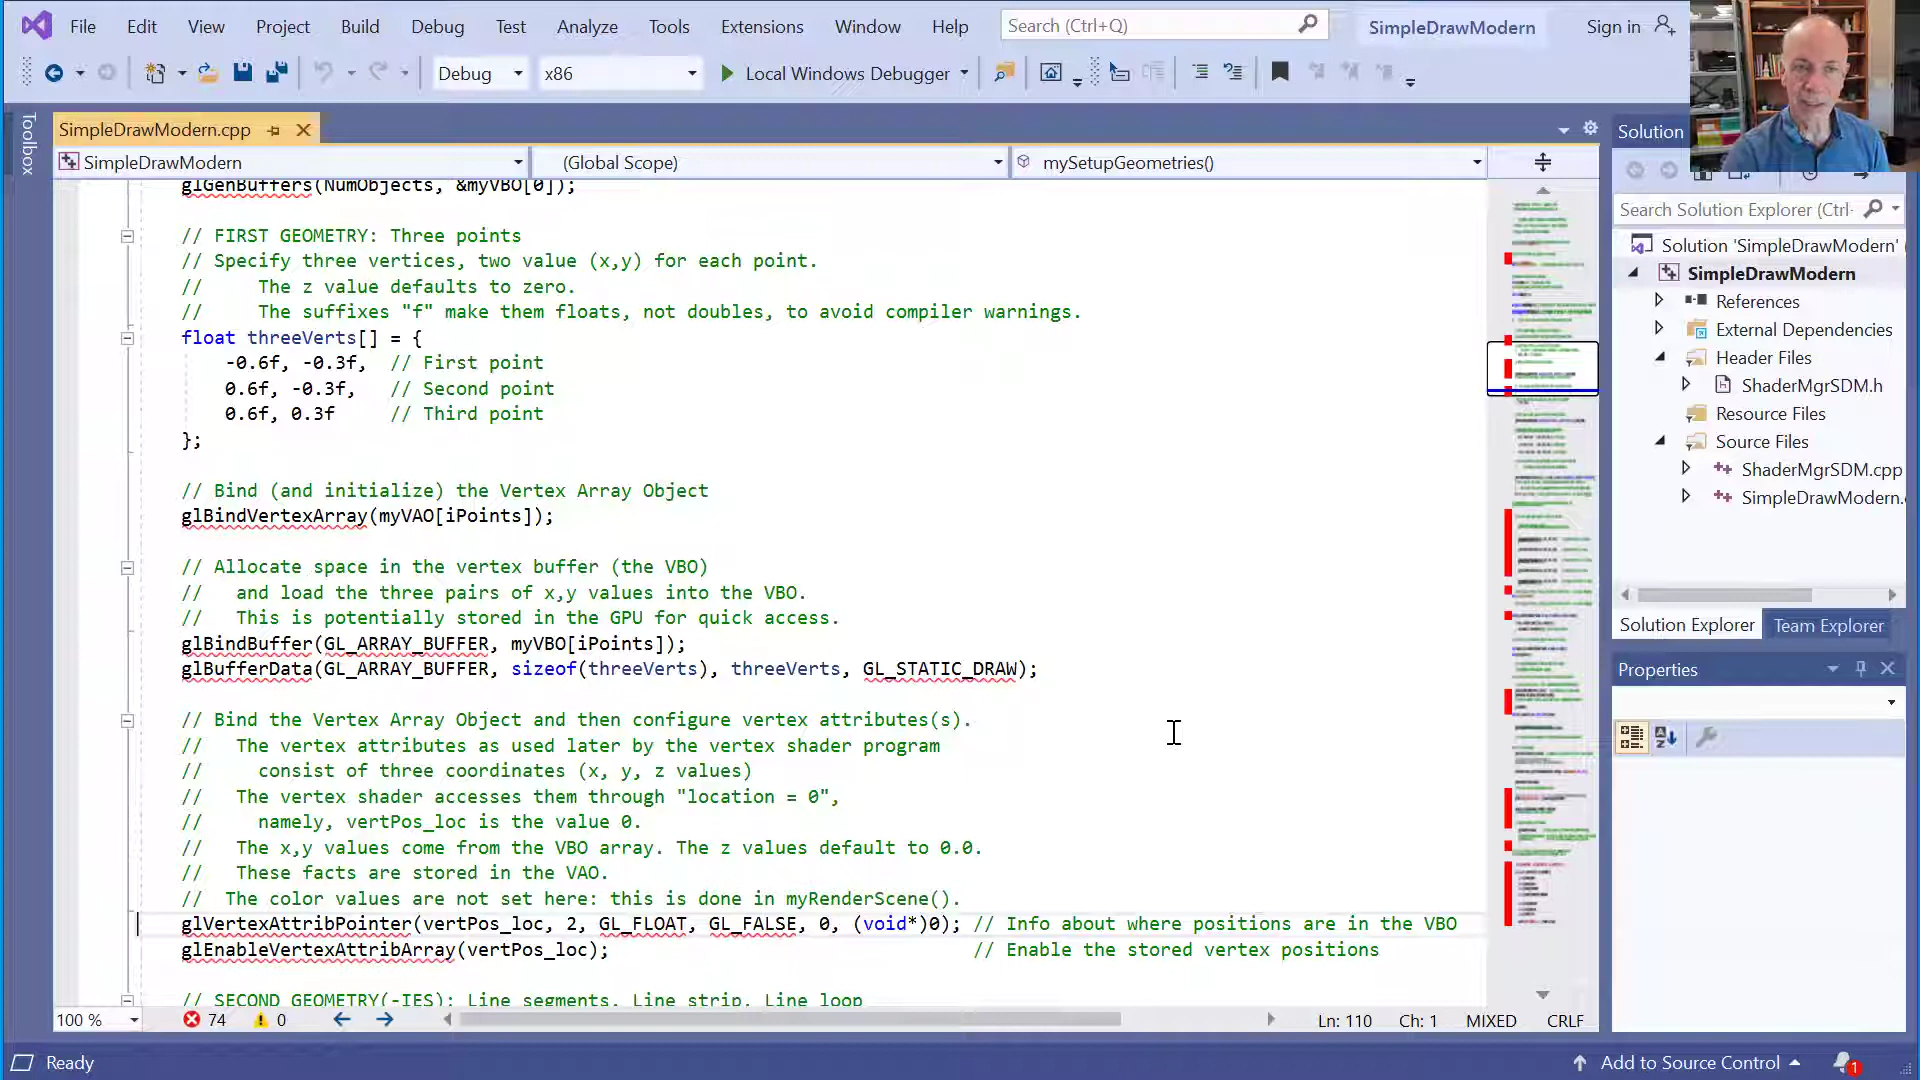 File Edit View Project Build Debug Test Analyze Tools Extensions Window Help Search (Ctrl+Q) SimpleDrawModern Sign in
Debug x86 Local Windows Debugger
Toolbox
SimpleDrawModern.cpp
SimpleDrawModern (Global Scope) mySetupGeometries()
glGenBuffers(NumObjects, &myVBO[0]);
// FIRST GEOMETRY: Three points
// Specify three vertices, two value (x,y) for each point.
//     The z value defaults to zero.
//     The suffixes "f" make them floats, not doubles, to avoid compiler warnings.
float threeVerts[] = {
    -0.6f, -0.3f,  // First point
    0.6f, -0.3f,   // Second point
    0.6f, 0.3f     // Third point
};
// Bind (and initialize) the Vertex Array Object
glBindVertexArray(myVAO[iPoints]);
// Allocate space in the vertex buffer (the VBO)
//   and load the three pairs of x,y values into the VBO.
//   This is potentially stored in the GPU for quick access.
glBindBuffer(GL_ARRAY_BUFFER, myVBO[iPoints]);
glBufferData(GL_ARRAY_BUFFER, sizeof(threeVerts), threeVerts, GL_STATIC_DRAW);
// Bind the Vertex Array Object and then configure vertex attributes(s).
//   The vertex attributes as used later by the vertex shader program
//     consist of three coordinates (x, y, z values)
//   The vertex shader accesses them through "location = 0",
//     namely, vertPos_loc is the value 0.
//   The x,y values come from the VBO array. The z values default to 0.0.
//   These facts are stored in the VAO.
//  The color values are not set here: this is done in myRenderScene().
glVertexAttribPointer(vertPos_loc, 2, GL_FLOAT, GL_FALSE, 0, (void*)0); // Info about where positions are in the VBO
glEnableVertexAttribArray(vertPos_loc);                                 // Enable the stored vertex positions
// SECOND GEOMETRY(-IES): Line segments, Line strip, Line loop
100 % 74 0 Ln: 110 Ch: 1 MIXED CRLF
Solution
Search Solution Explorer (Ctrl-
Solution 'SimpleDrawModern' (
SimpleDrawModern
References
External Dependencies
Header Files
ShaderMgrSDM.h
Resource Files
Source Files
ShaderMgrSDM.cpp
SimpleDrawModern.
Solution Explorer Team Explorer
Properties
Ready Add to Source Control 1